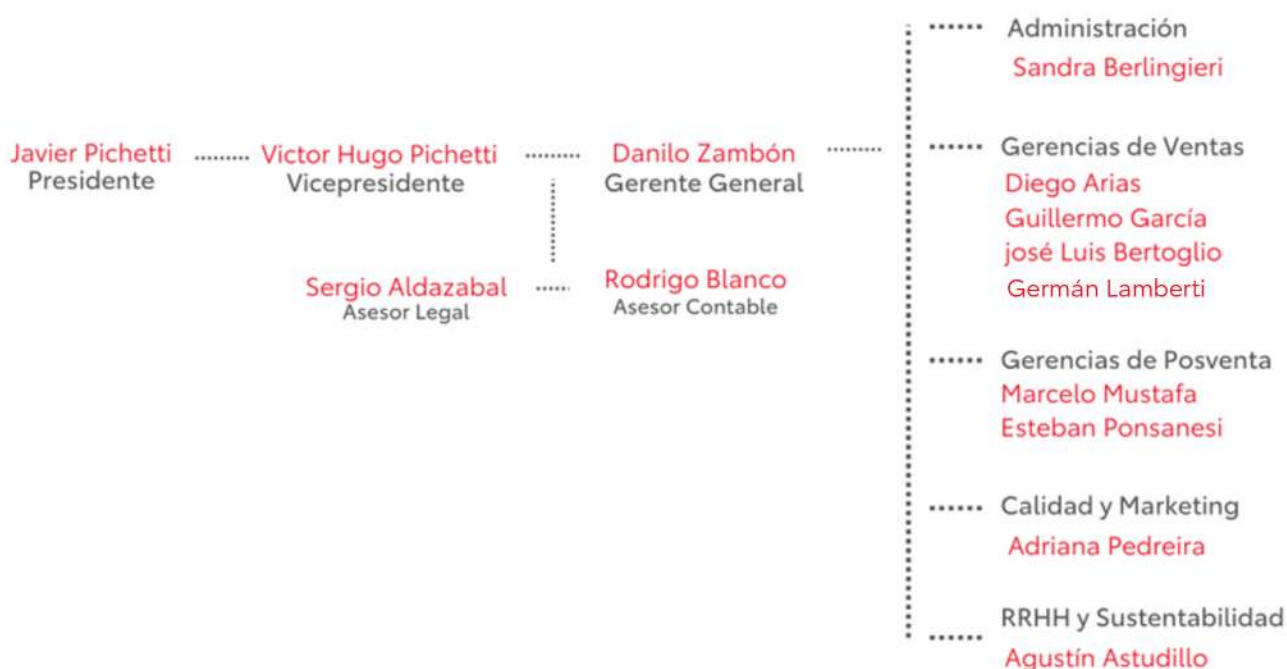 Javier Pichetti
Presidente
Victor Hugo Pichetti
Vicepresidente
Danilo Zambón
Gerente General
Sergio Aldazabal
Asesor Legal
Rodrigo Blanco
Asesor Contable
Administración
Sandra Berlingieri
Gerencias de Ventas
Diego Arias
Guillermo García
josé Luis Bertoglio
Germán Lamberti
Gerencias de Posventa
Marcelo Mustafa
Esteban Ponsanesi
Calidad y Marketing
Adriana Pedreira
RRHH y Sustentabilidad
Agustín Astudillo